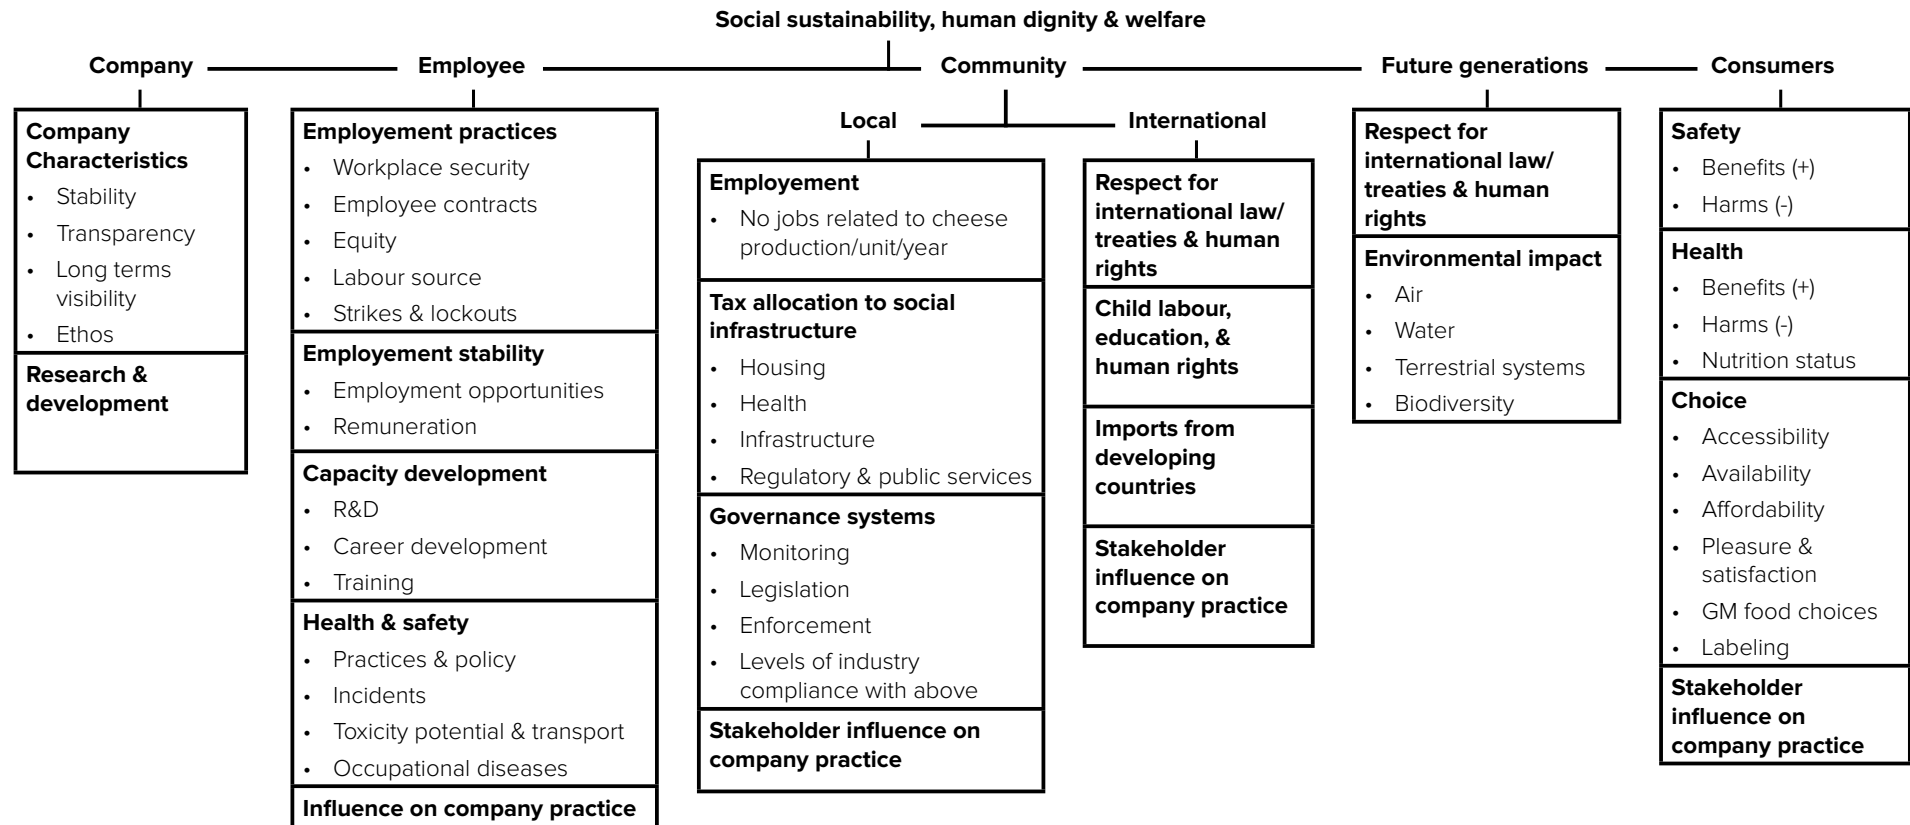 Social sustainability, human dignity & welfare
Company
Employee
Community
Future generations
Consumers
Company
Characteristics
• Stability
• Transparency
• Long terms
visibility
• Ethos
Research &
development
Employement practices
• Workplace security
• Employee contracts
• Equity
• Labour source
• Strikes & lockouts
Employement stability
• Employment opportunities
• Remuneration
Capacity development
• R&D
• Career development
• Training
Health & safety
• Practices & policy
• Incidents
• Toxicity potential & transport
• Occupational diseases
Influence on company practice
Local
Employement
• No jobs related to cheese
production/unit/year
Tax allocation to social
infrastructure
• Housing
• Health
• Infrastructure
• Regulatory & public services
Governance systems
• Monitoring
• Legislation
• Enforcement
• Levels of industry
compliance with above
Stakeholder influence on
company practice
International
Respect for
international law/
treaties & human
rights
Child labour,
education, &
human rights
Imports from
developing
countries
Stakeholder
influence on
company practice
Respect for
international law/
treaties & human
rights
Environmental impact
• Air
• Water
• Terrestrial systems
• Biodiversity
Safety
• Benefits (+)
• Harms (-)
Health
• Benefits (+)
• Harms (-)
• Nutrition status
Choice
• Accessibility
• Availability
• Affordability
• Pleasure &
satisfaction
• GM food choices
• Labeling
Stakeholder
influence on
company practice